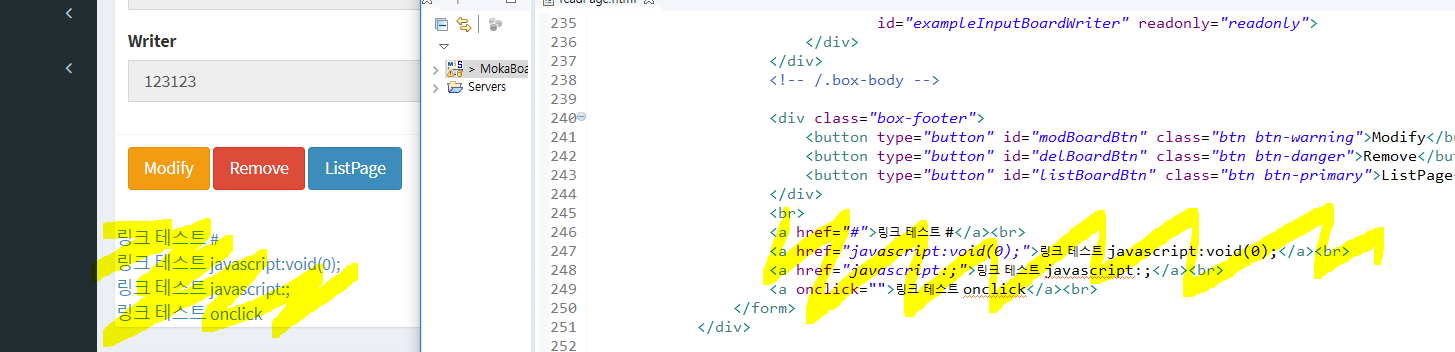 Writer
123123
Modify Remove ListPage
링크 테스트 #
링크 테스트 javascript:void(0);
링크 테스트 javascript:;
링크 테스트 onclick
> MokaBoa
Servers
readPage.html
235 id="exampleInputBoardWriter" readonly="readonly">
236 </div>
237 </div>
238 <!-- /.box-body -->
239
240 <div class="box-footer">
241 <button type="button" id="modBoardBtn" class="btn btn-warning">Modify</b
242 <button type="button" id="delBoardBtn" class="btn btn-danger">Remove</bu
243 <button type="button" id="listBoardBtn" class="btn btn-primary">ListPage
244 </div>
245 <br>
246 <a href="#">링크 테스트 #</a><br>
247 <a href="javascript:void(0);">링크 테스트 javascript:void(0);</a><br>
248 <a href="javascript:;">링크 테스트 javascript:;</a><br>
249 <a onclick="">링크 테스트 onclick</a><br>
250 </form>
251 </div>
252